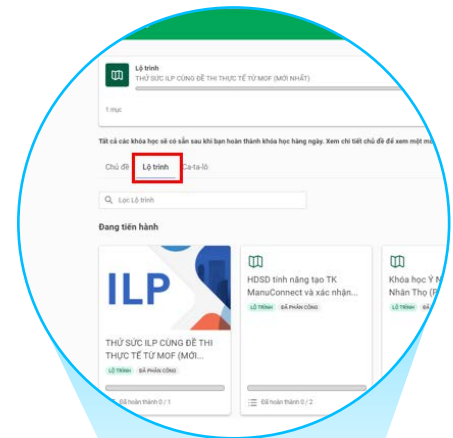 Lộ trình
THỬ SỨC ILP CÙNG ĐỀ THI THỰC TẾ TỪ MOF (MỚI NHẤT)
1 mục
Tất cả các khóa học sẽ có sẵn sau khi bạn hoàn thành khóa học hàng ngày. Xem chi tiết chủ đề để xem một
Chủ đề Lộ trình Ca-ta-lô
Lọc Lộ trình
Đang tiến hành
ILP
THỬ SỨC ILP CÙNG ĐỀ THI
THỰC TẾ TỪ MOF (MỚI...
LỘ TRÌNH ĐÃ PHÂN CÔNG
Đã hoàn thành 0 / 1
HDSD tính năng tạo TK
ManuConnect và xác nhận...
LỘ TRÌNH ĐÃ PHÂN CÔNG
Đã hoàn thành 0 / 2
Khóa học Ý
Nhân Thọ
LỘ TRÌNH ĐÃ PHÂN